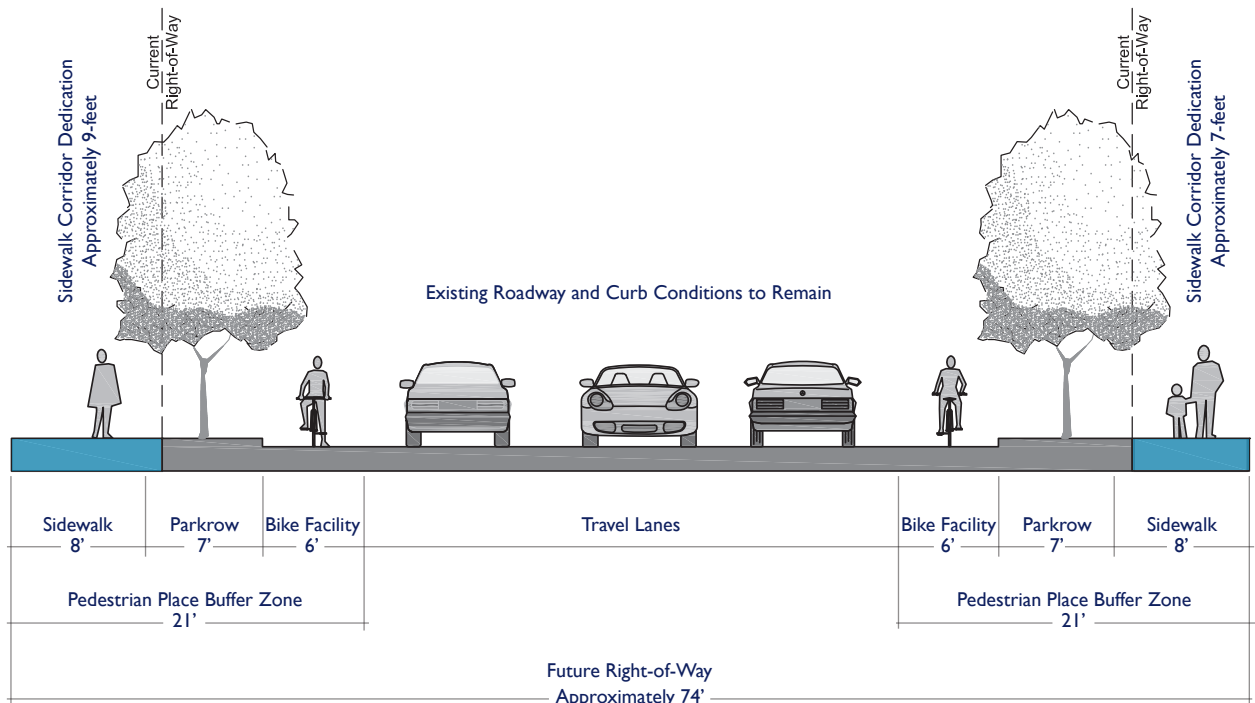 Sidewalk Corridor Dedication
Approximately 9-feet
Current
Right-of-Way
Current
Right-of-Way
Sidewalk Corridor Dedication
Approximately 7-feet
Existing Roadway and Curb Conditions to Remain
Sidewalk
8’
Parkrow
7’
Bike Facility
6’
Travel Lanes
Bike Facility
6’
Parkrow
7’
Sidewalk
8’
Pedestrian Place Buffer Zone
21’
Pedestrian Place Buffer Zone
21’
Future Right-of-Way
Approximately 74’